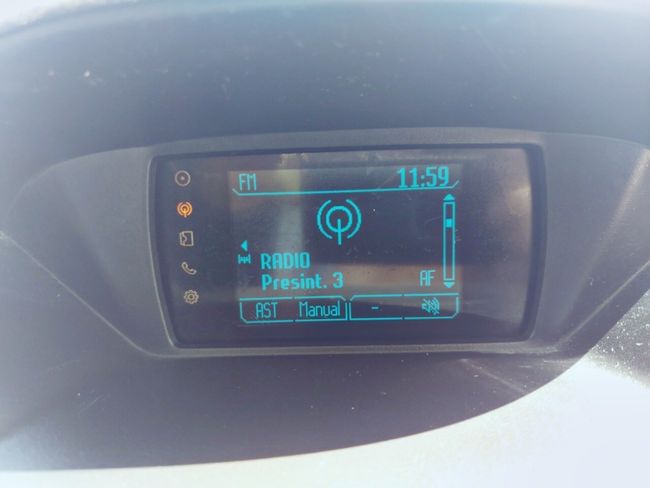 FM 11:59
RADIO
Presint. 3 AF
AST Manual -